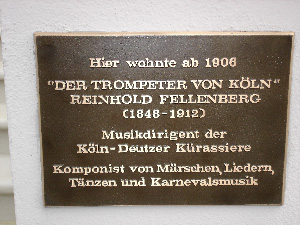 Hier wohnte ab 1906
"DER TROMPETER VON KÖLN"
REINHOLD FELLENBERG
(1848-1912)
Musikdirigent der
Köln-Deutzer Kürassiere
Komponist von Märschen, Liedern,
Tänzen und Karnevalsmusik